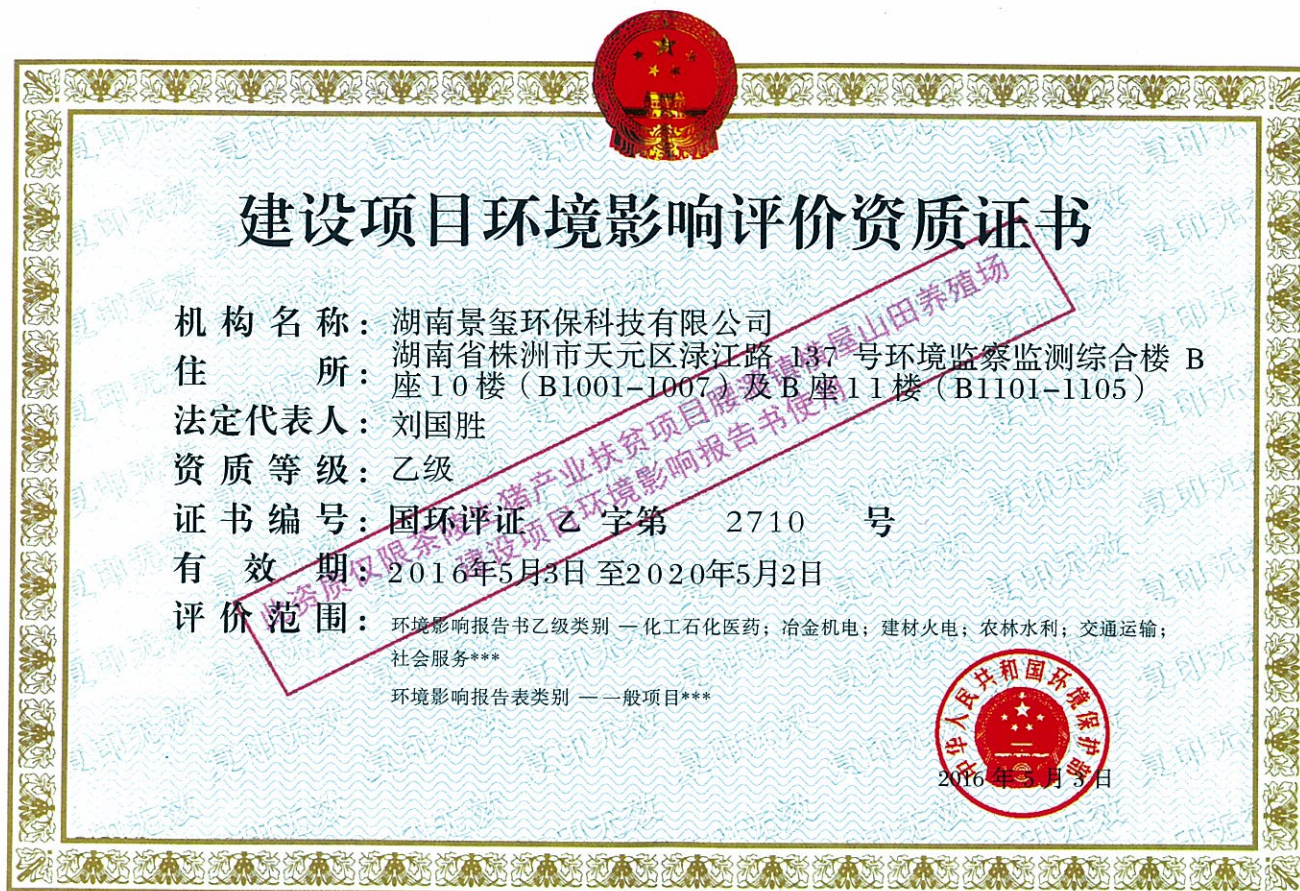 建设项目环境影响评价资质证书
机构名称：湖南景玺环保科技有限公司
住所：湖南省株洲市天元区渌江路 137 号环境监察监测综合楼 B
座10楼（B1001-1007）及B座11楼（B1101-1105）
法定代表人：刘国胜
资质等级：乙级
证书编号：国环评证 乙 字第 2710 号
有效期：2016年5月3日 至2020年5月2日
评价范围：环境影响报告书乙级类别 — 化工石化医药；冶金机电；建材火电；农林水利；交通运输；
社会服务***
环境影响报告表类别 — 一般项目***
此资质仅限茶陵生猪产业扶贫项目腰潞镇 屋山田养殖场
建设项目环境影响报告书使用
中华人民共和国环境保护部
2016 年 5 月 3 日